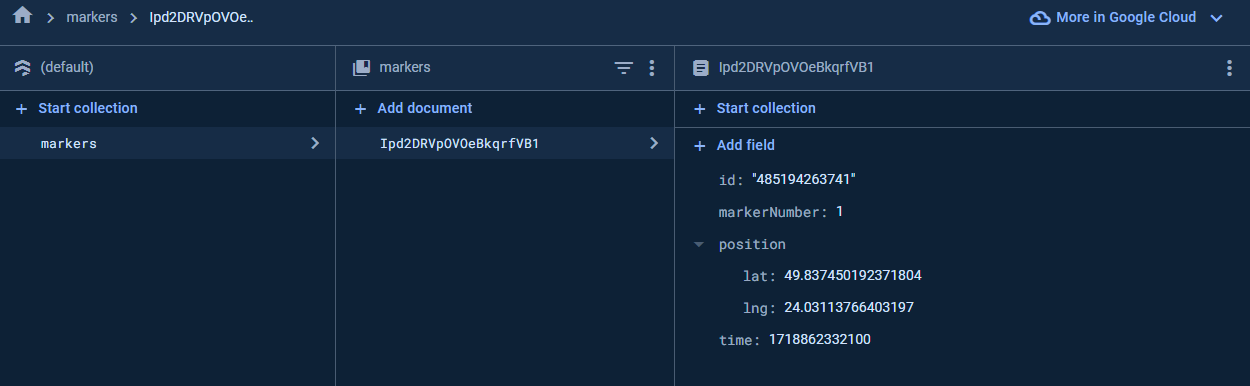 markers
Ipd2DRVpOVOe..
More in Google Cloud
(default)
markers
Ipd2DRVpOVOeBkqrfVB1
+ Start collection
+ Add document
+ Start collection
markers
Ipd2DRVpOVOeBkqrfVB1
+ Add field
id: "485194263741"
markerNumber: 1
position
lat: 49.837450192371804
lng: 24.03113766403197
time: 1718862332100